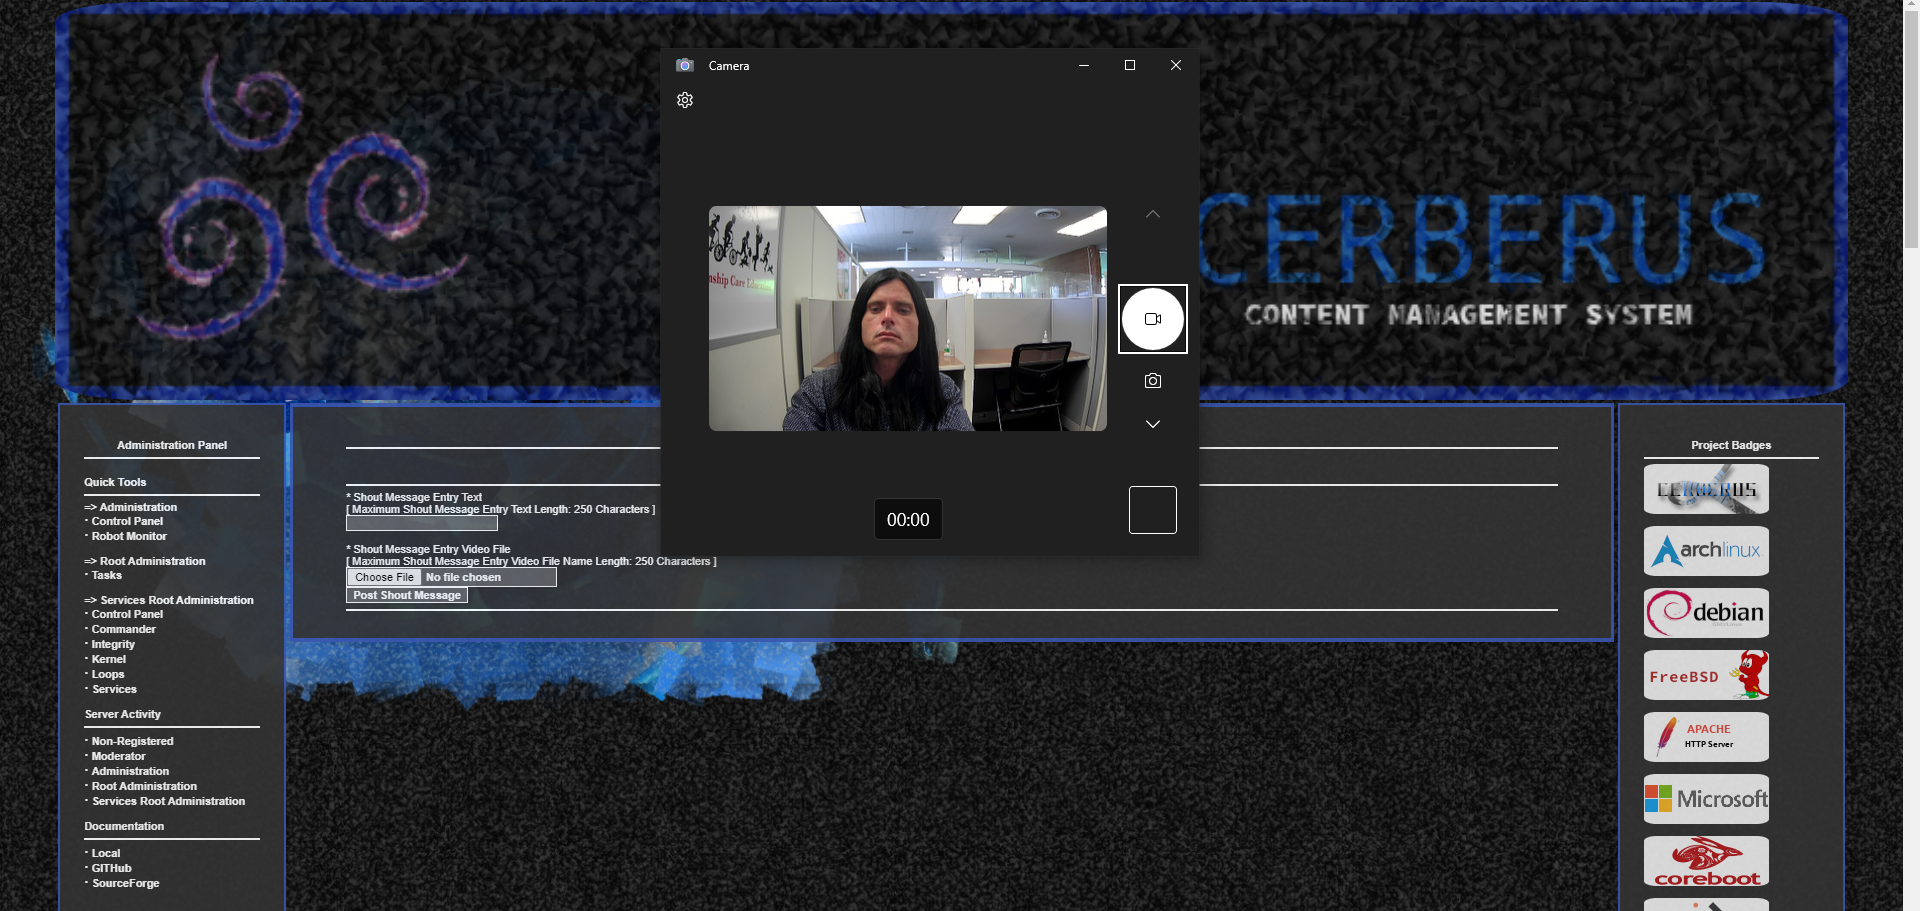 Camera
nship Care Edu
CERBERUS
CONTENT MANAGEMENT SYSTEM
00:00
Administration Panel
Quick Tools
=> Administration
· Control Panel
· Robot Monitor
=> Root Administration
· Tasks
=> Services Root Administration
· Control Panel
· Commander
· Integrity
· Kernel
· Loops
· Services
Server Activity
· Non-Registered
· Moderator
· Administration
· Root Administration
· Services Root Administration
Documentation
· Local
· GITHub
· SourceForge
* Shout Message Entry Text
[ Maximum Shout Message Entry Text Length: 250 Characters ]
* Shout Message Entry Video File
[ Maximum Shout Message Entry Video File Name Length: 250 Characters ]
Choose File No file chosen
Post Shout Message
Project Badges
CERBERUS
archlinux
debian
FreeBSD
APACHE
HTTP Server
Microsoft
coreboot